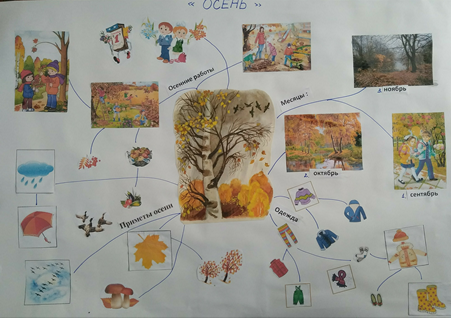 « ОСЕНЬ »
Осенние работы
Месяцы :
3. ноябрь
2. октябрь
1) сентябрь
Приметы осени
Одежда